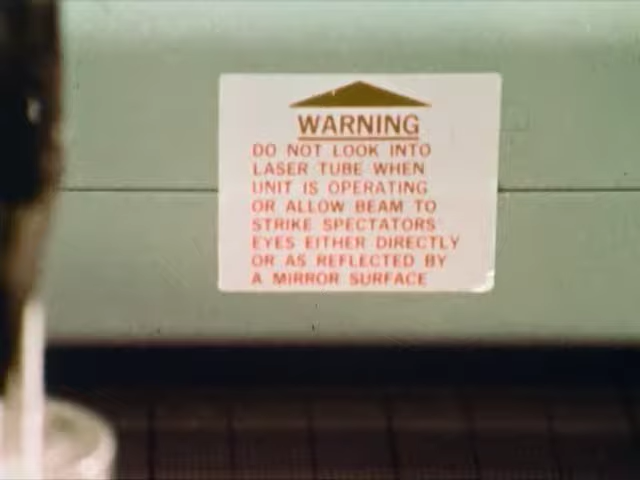 WARNING
DO NOT LOOK INTO
LASER TUBE WHEN
UNIT IS OPERATING
OR ALLOW BEAM TO
STRIKE SPECTATORS
EYES EITHER DIRECTLY
OR AS REFLECTED BY
A MIRROR SURFACE